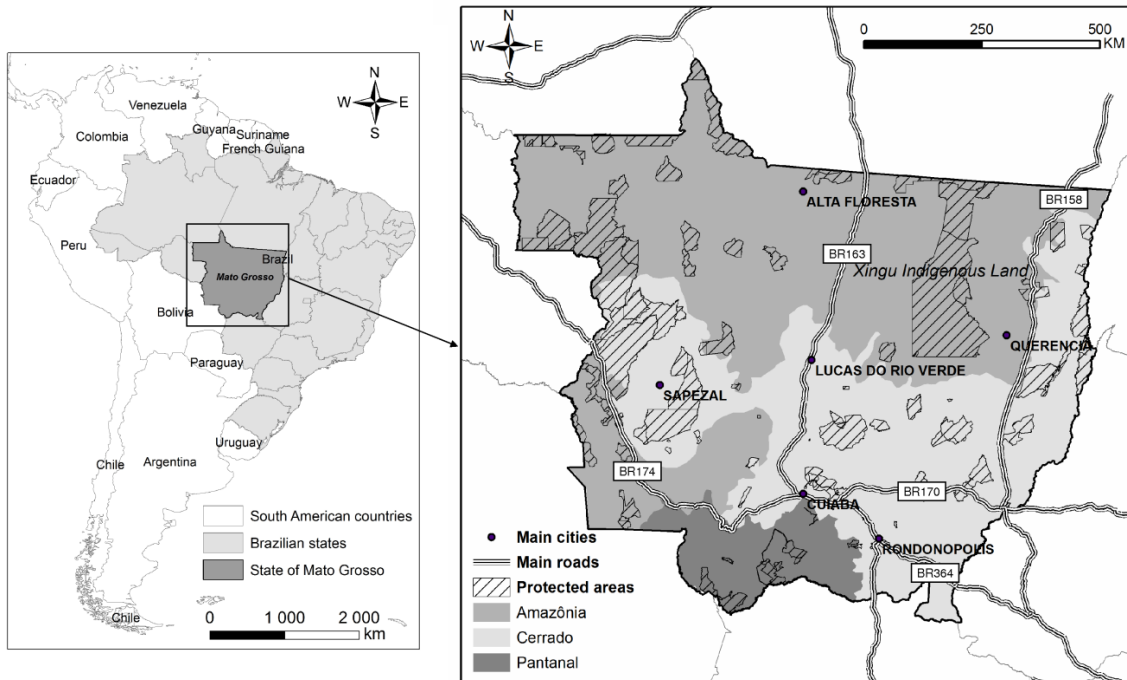 N
W E
S
Venezuela
Guyana
Suriname
French Guiana
Colombia
Ecuador
Peru
Brazil
Mato Grosso
Bolivia
Paraguay
Uruguay
Chile
Argentina
Chile
South American countries
Brazilian states
State of Mato Grosso
0 1 000 2 000
km
N
W E
S
0 250 500
KM
ALTA FLORESTA
BR158
BR163
Xingu Indigenous Land
QUERENCIA
LUCAS DO RIO VERDE
SAPEZAL
BR174
BR170
CUIABA
RONDONOPOLIS
BR364
Main cities
Main roads
Protected areas
Amazônia
Cerrado
Pantanal